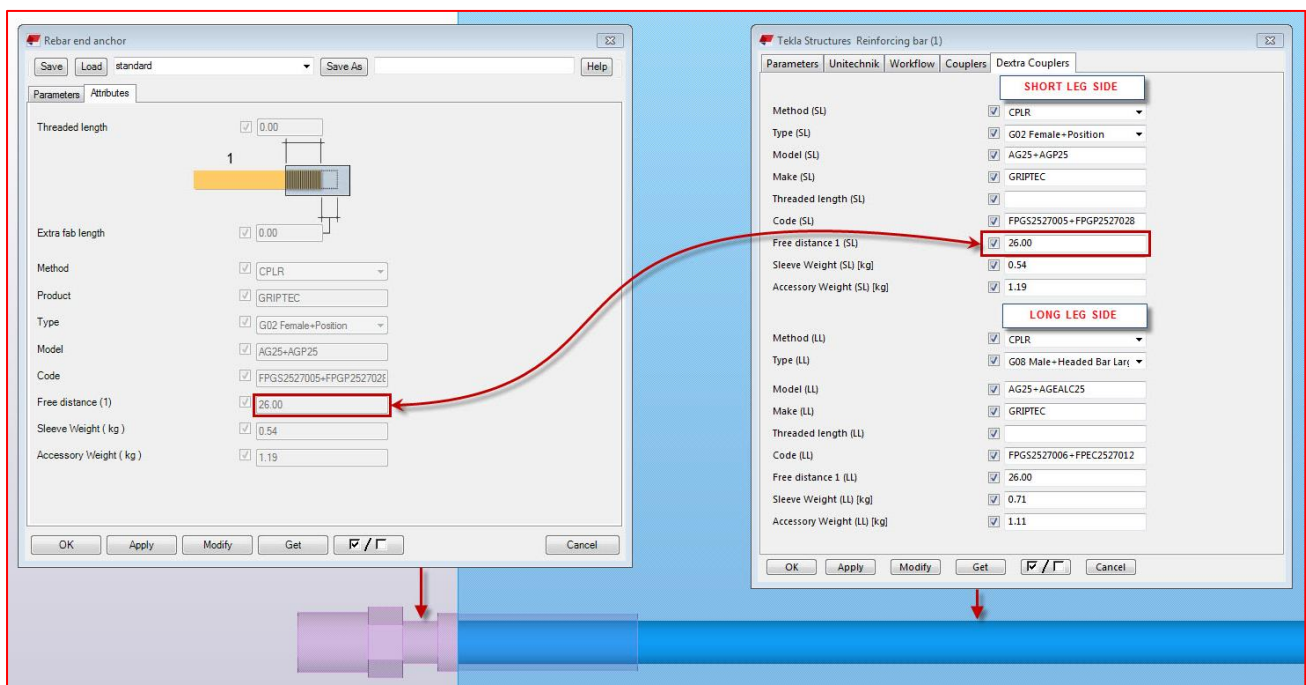 Rebar end anchor
Save Load standard Save As Help
Parameters Attributes
Threaded length 0.00
1
Extra fab length 0.00
Method CPLR
Product GRIPTEC
Type G02 Female+Position
Model AG25+AGP25
Code FPGS2527005+FPGP2527028
Free distance (1) 26.00
Sleeve Weight ( kg ) 0.54
Accessory Weight ( kg ) 1.19
OK Apply Modify Get / Cancel
Tekla Structures Reinforcing bar (1)
Parameters Unitechnik Workflow Couplers Dextra Couplers
SHORT LEG SIDE
Method (SL) CPLR
Type (SL) G02 Female+Position
Model (SL) AG25+AGP25
Make (SL) GRIPTEC
Threaded length (SL)
Code (SL) FPGS2527005+FPGP2527028
Free distance 1 (SL) 26.00
Sleeve Weight (SL) [kg] 0.54
Accessory Weight (SL) [kg] 1.19
LONG LEG SIDE
Method (LL) CPLR
Type (LL) G08 Male+Headed Bar Larg
Model (LL) AG25+AGEALC25
Make (LL) GRIPTEC
Threaded length (LL)
Code (LL) FPGS2527006+FPEC2527012
Free distance 1 (LL) 26.00
Sleeve Weight (LL) [kg] 0.71
Accessory Weight (LL) [kg] 1.11
OK Apply Modify Get / Cancel